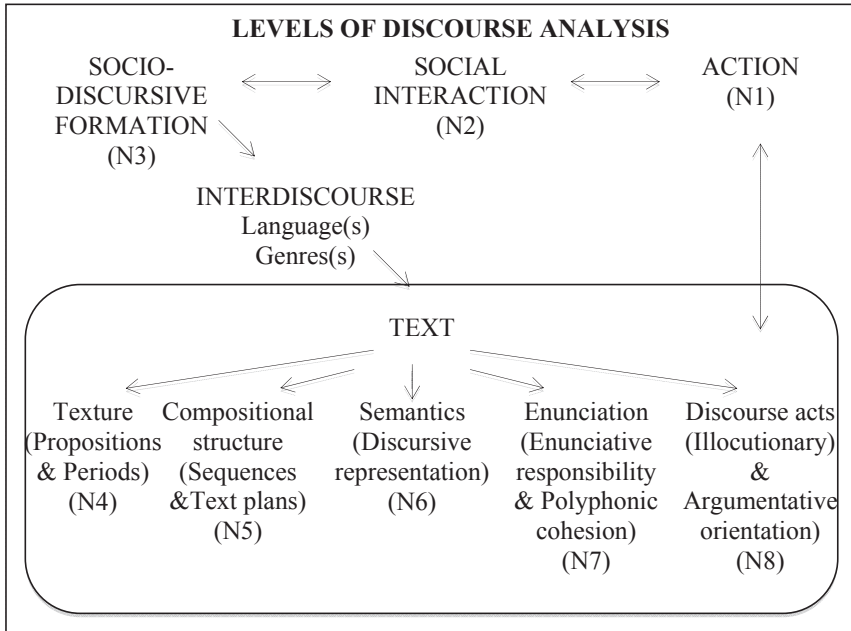 LEVELS OF DISCOURSE ANALYSIS
SOCIO-
DISCURSIVE
FORMATION
(N3)
SOCIAL
INTERACTION
(N2)
ACTION
(N1)
INTERDISCOURSE
Language(s)
Genres(s)
TEXT
Texture
(Propositions
& Periods)
(N4)
Compositional
structure
(Sequences
&Text plans)
(N5)
Semantics
(Discursive
representation)
(N6)
Enunciation
(Enunciative
responsibility
& Polyphonic
cohesion)
(N7)
Discourse acts
(Illocutionary)
&
Argumentative
orientation)
(N8)